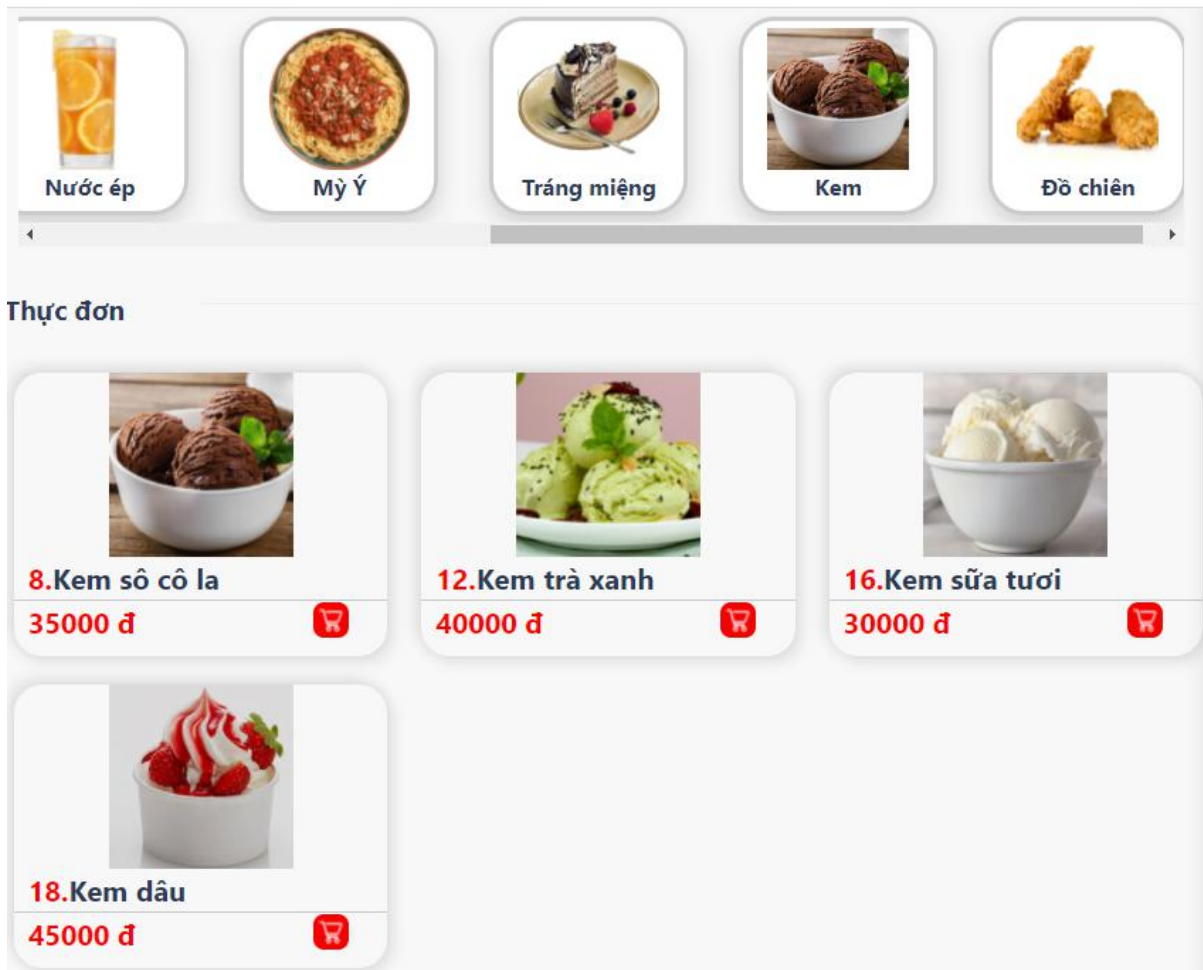 Nước ép
Mỳ Ý
Tráng miệng
Kem
Đồ chiên
Thực đơn
8.Kem sô cô la
35000 đ
12.Kem trà xanh
40000 đ
16.Kem sữa tươi
30000 đ
18.Kem dâu
45000 đ